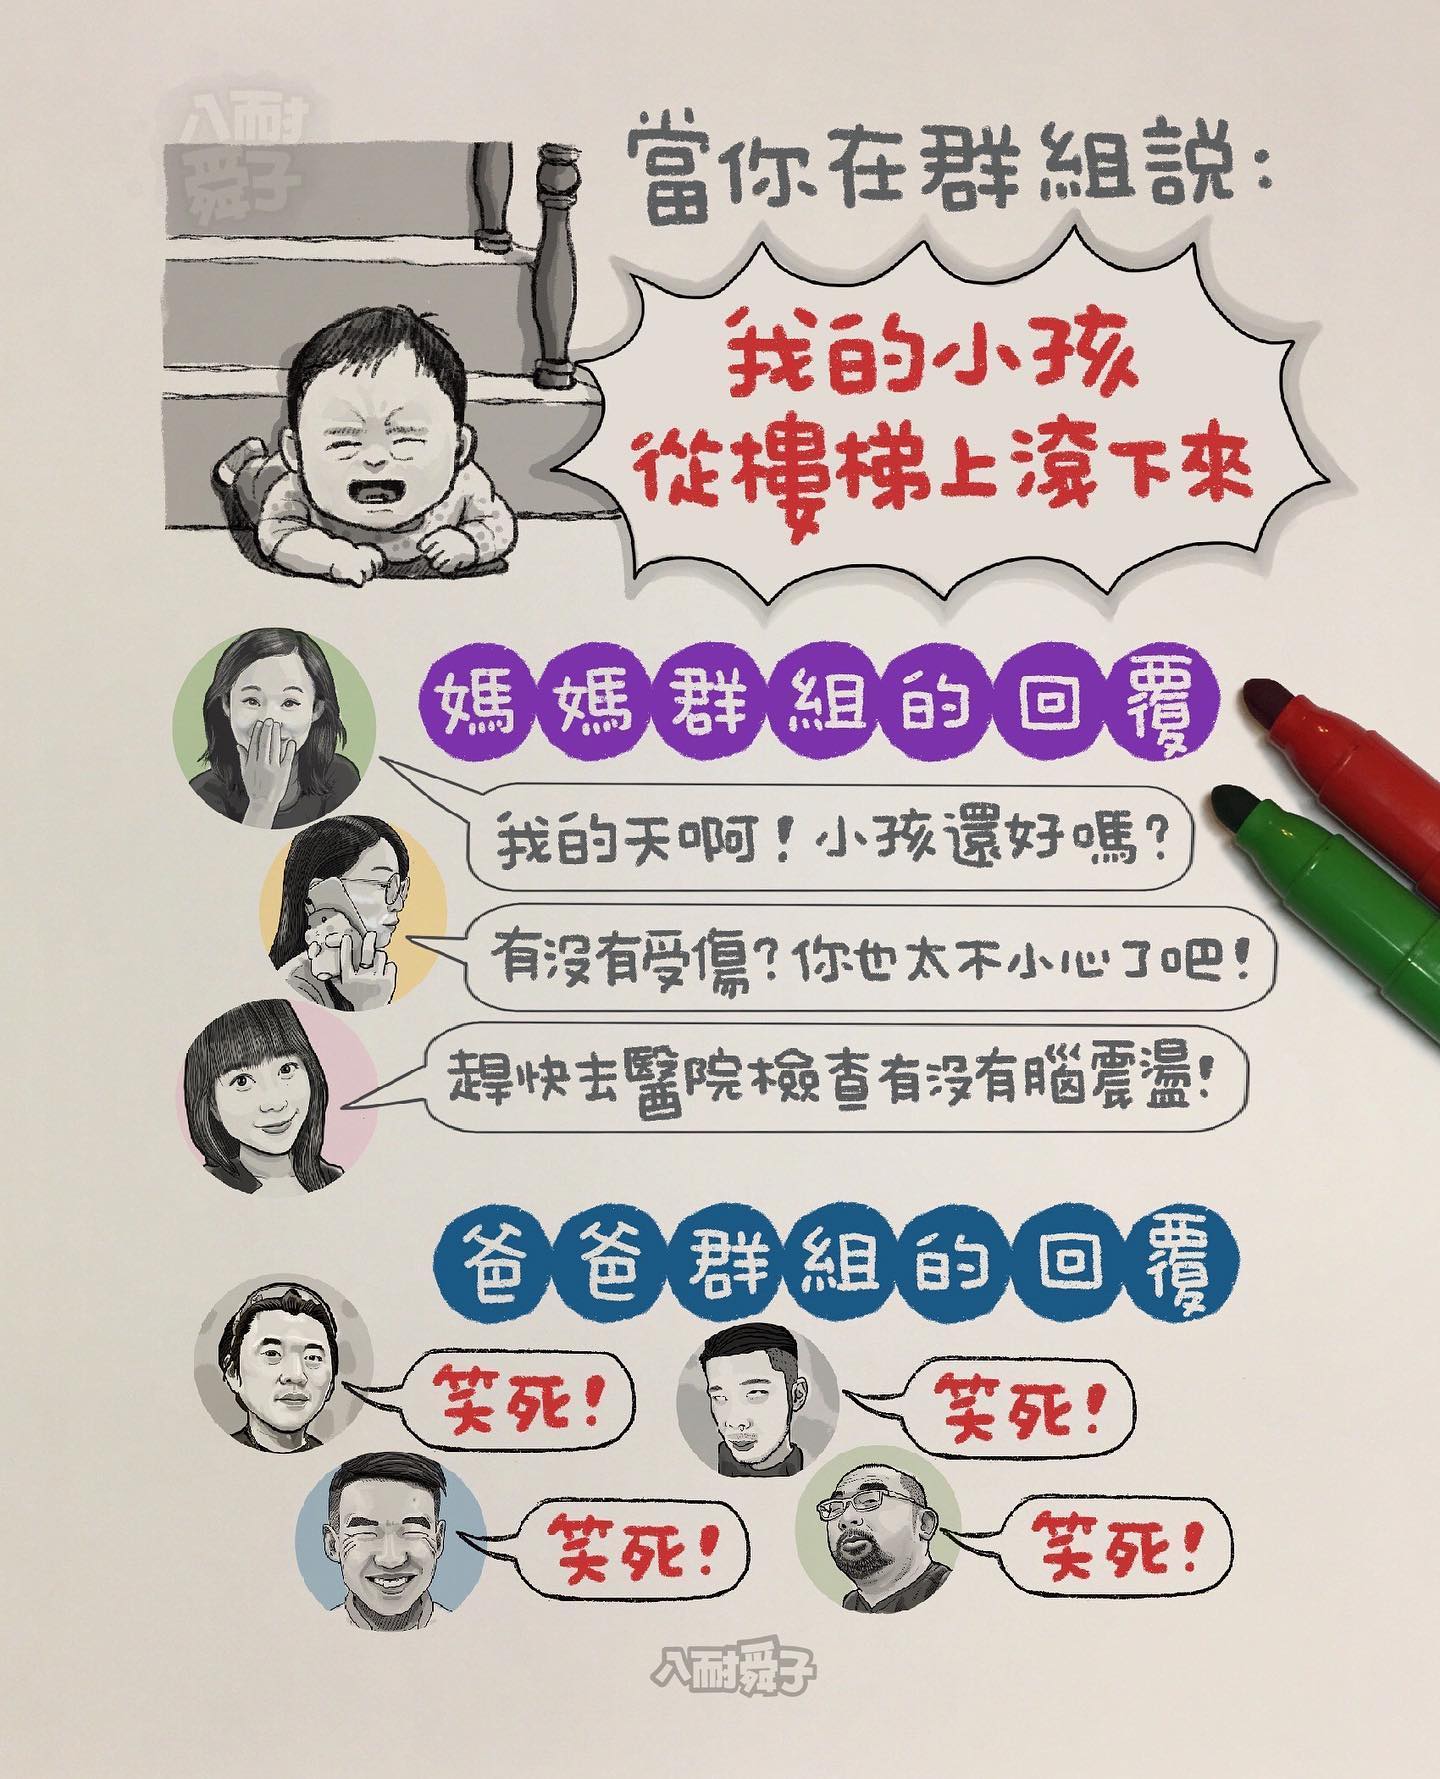 八耐
舜子
當你在群組説:
我的小孩
從樓梯上滾下來
媽媽群組的回覆
我的天啊!小孩還好嗎?
有沒有受傷?你也太不小心了吧!
趕快去醫院檢查有沒有腦震盪!
爸爸群組的回覆
笑死!
笑死!
笑死!
笑死!
八耐舜子